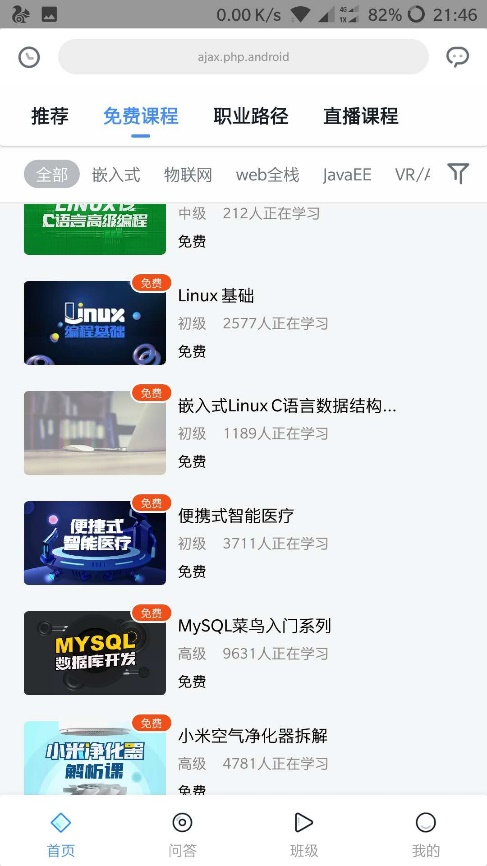 0.00 K/s 4G 1X 82% 21:46
ajax.php.android
推荐 免费课程 职业路径 直播课程
全部 嵌入式 物联网 web全栈 JavaEE VR/A
C语言高级编程
中级 212人正在学习
免费
免费
Linux
编程基础
Linux 基础
初级 2577人正在学习
免费
免费
嵌入式Linux C语言数据结构...
初级 1189人正在学习
免费
免费
便捷式
智能医疗
便携式智能医疗
初级 3711人正在学习
免费
免费
MYSQL
数据库开发
MySQL菜鸟入门系列
高级 9631人正在学习
免费
免费
小米净化器
解析课
小米空气净化器拆解
高级 4781人正在学习
免费
首页 问答 班级 我的